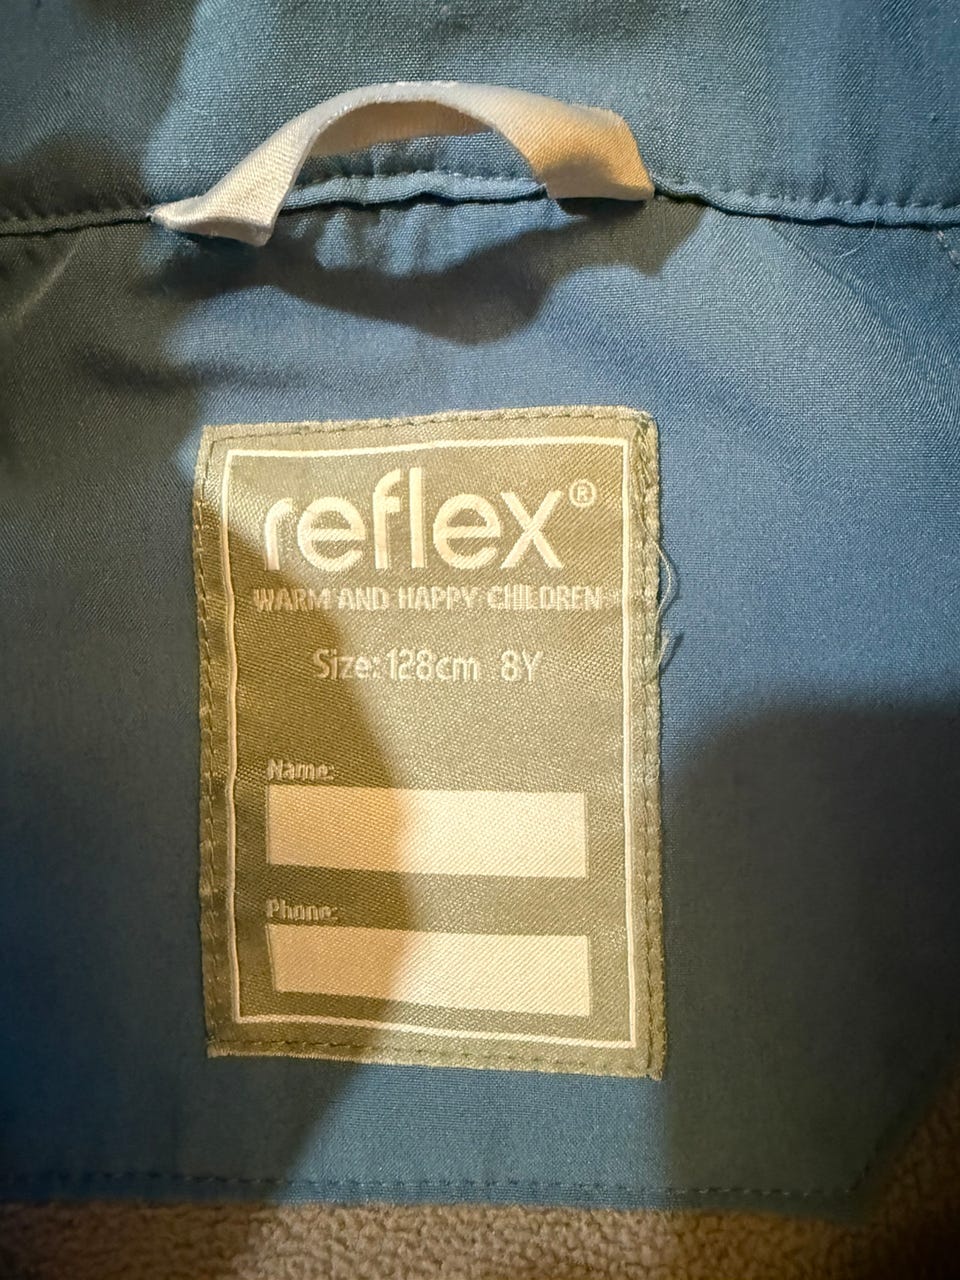 reflex®
WARM AND HAPPY CHILDREN
Size: 128cm 8Y
Name:
Phone: